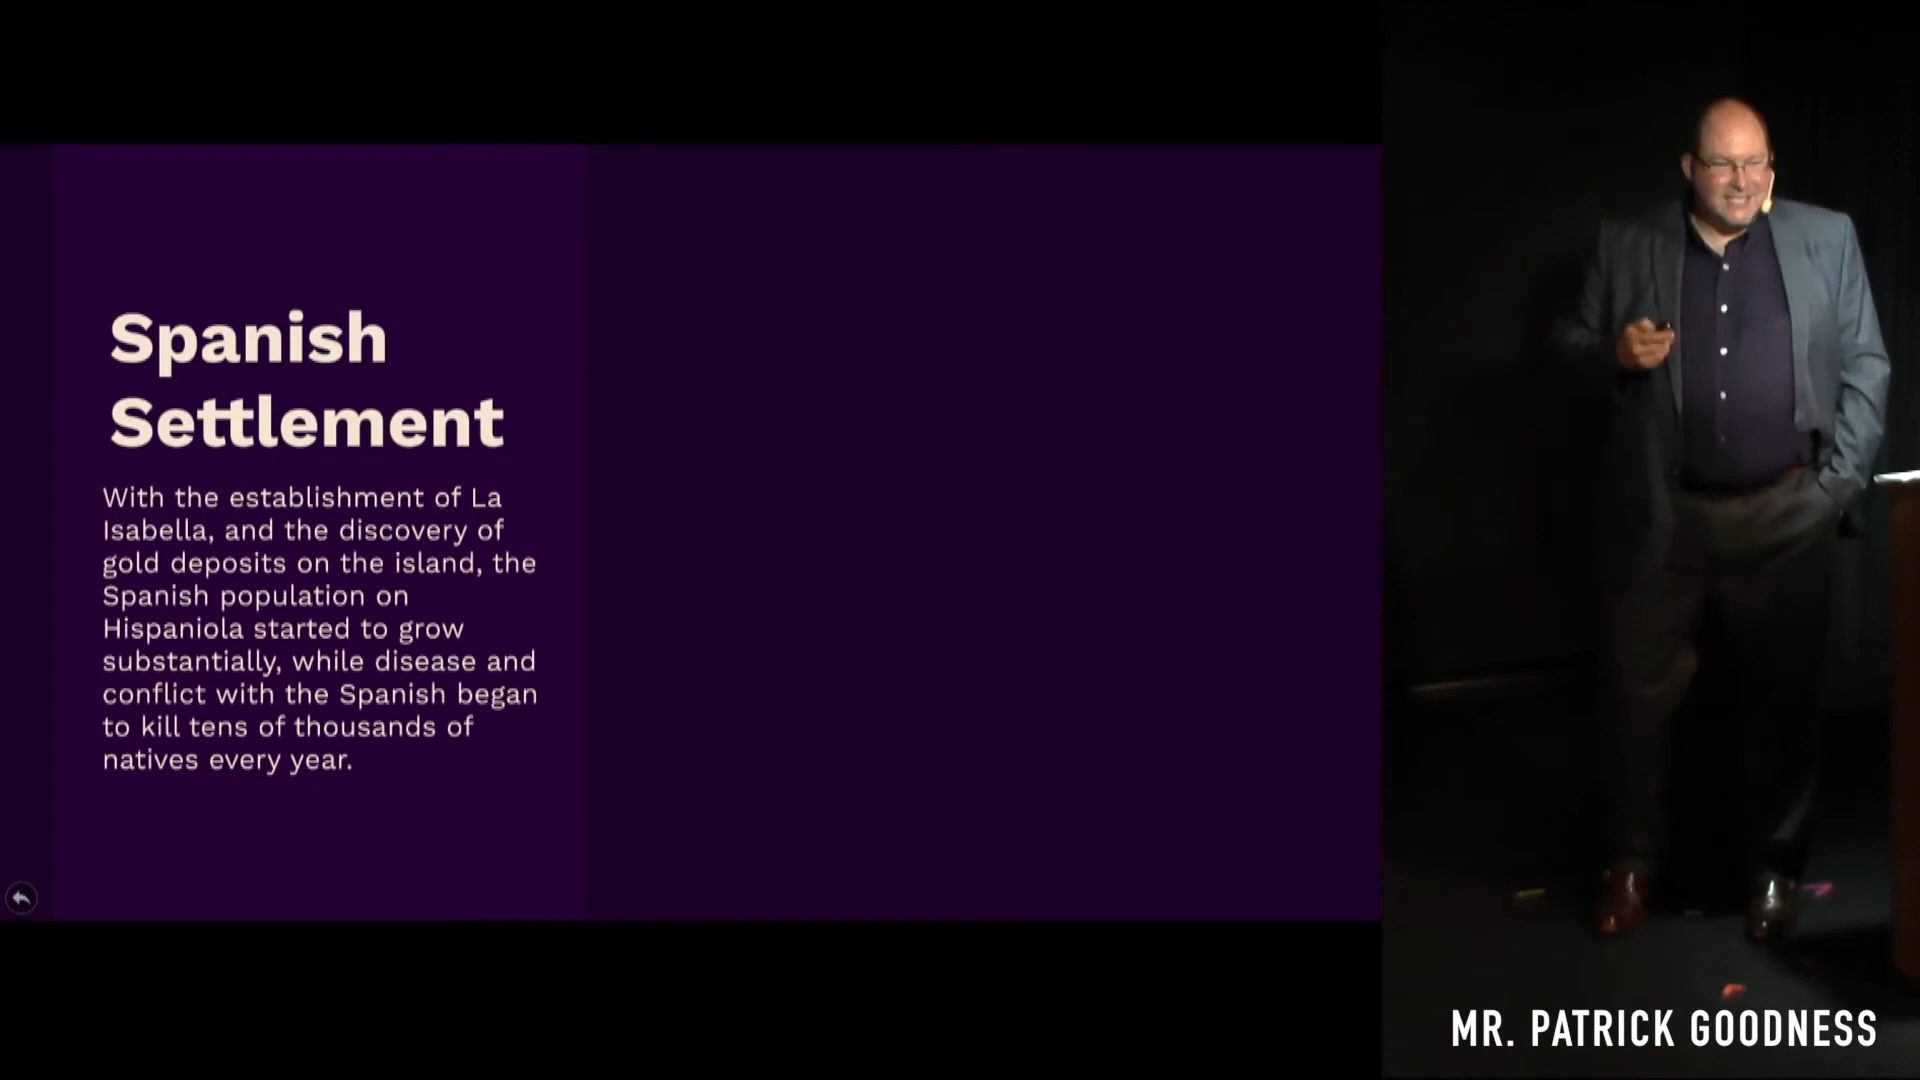 Spanish
Settlement
With the establishment of La
Isabella, and the discovery of
gold deposits on the island, the
Spanish population on
Hispaniola started to grow
substantially, while disease and
conflict with the Spanish began
to kill tens of thousands of
natives every year.
MR. PATRICK GOODNESS